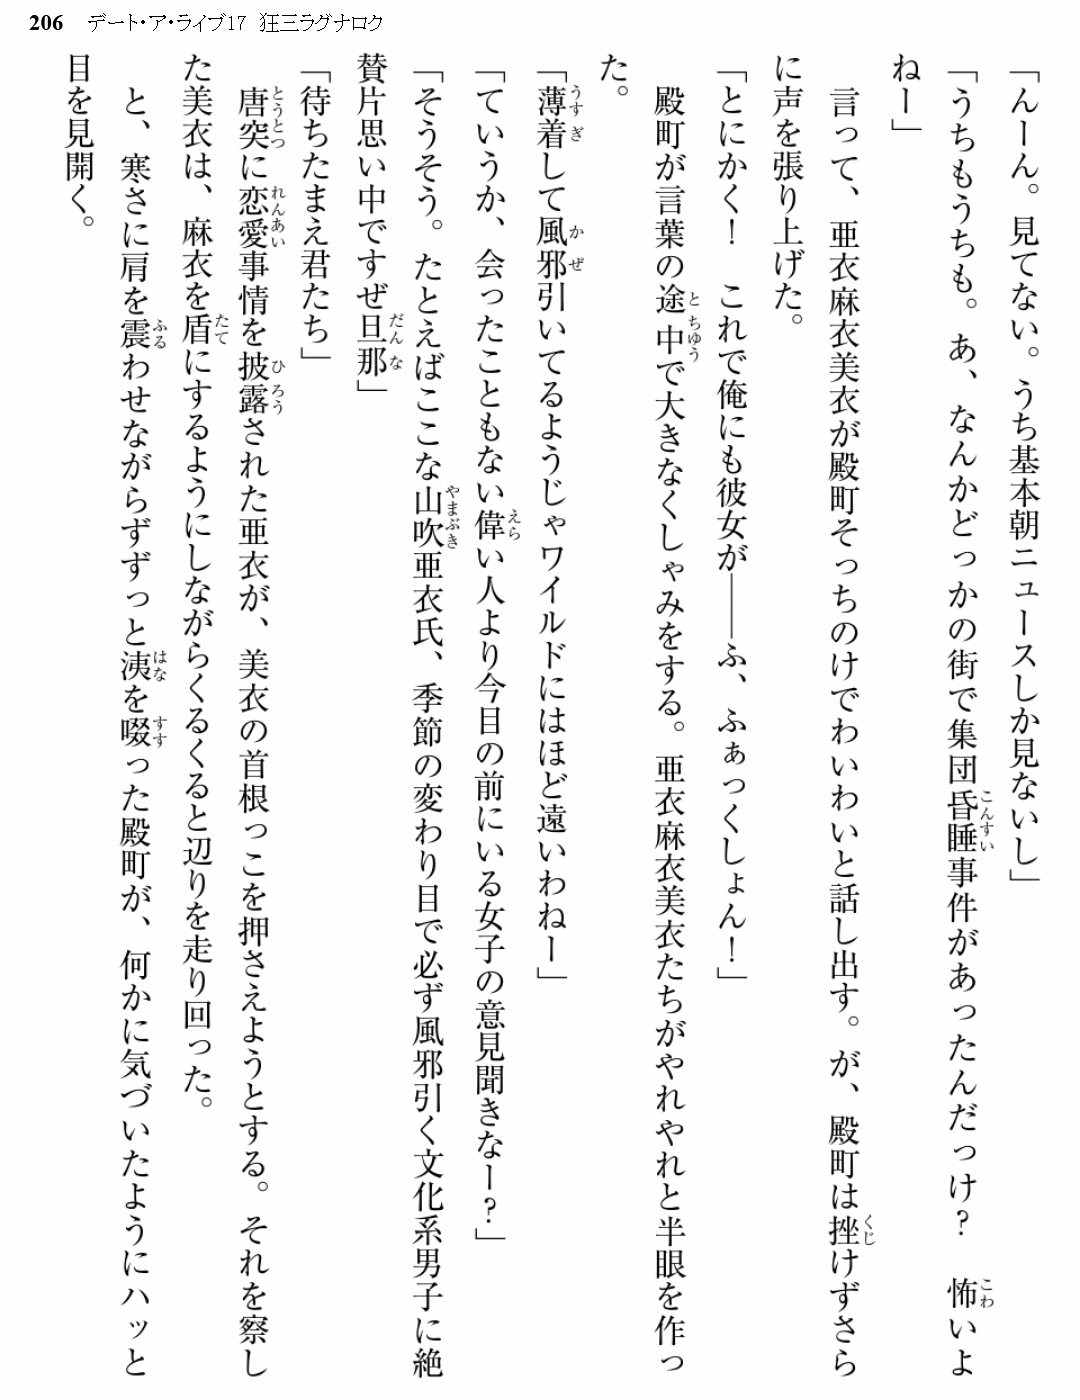 206　デート・ア・ライブ17　狂三ラグナロク
「んーん。見てない。うち基本朝ニュースしか見ないし」
「うちもうちも。あ、なんかどっかの街で集団昏睡事件があったんだっけ？　怖いよ
ねー」
　言って、亜衣麻衣美衣が殿町そっちのけでわいわいと話し出す。が、殿町は挫けずさら
に声を張り上げた。
「とにかく！　これで俺にも彼女が――ふ、ふぁっくしょん！」
　殿町が言葉の途中で大きなくしゃみをする。亜衣麻衣美衣たちがやれやれと半眼を作っ
た。
「薄着して風邪引いてるようじゃワイルドにはほど遠いわねー」
「ていうか、会ったこともない偉い人より今目の前にいる女子の意見聞きなー？」
「そうそう。たとえばここな山吹亜衣氏、季節の変わり目で必ず風邪引く文化系男子に絶
賛片思い中ですぜ旦那」
「待ちたまえ君たち」
　唐突に恋愛事情を披露された亜衣が、美衣の首根っこを押さえようとする。それを察し
た美衣は、麻衣を盾にするようにしながらくるくると辺りを走り回った。
　と、寒さに肩を震わせながらずずっと洟を啜った殿町が、何かに気づいたようにハッと
目を見開く。